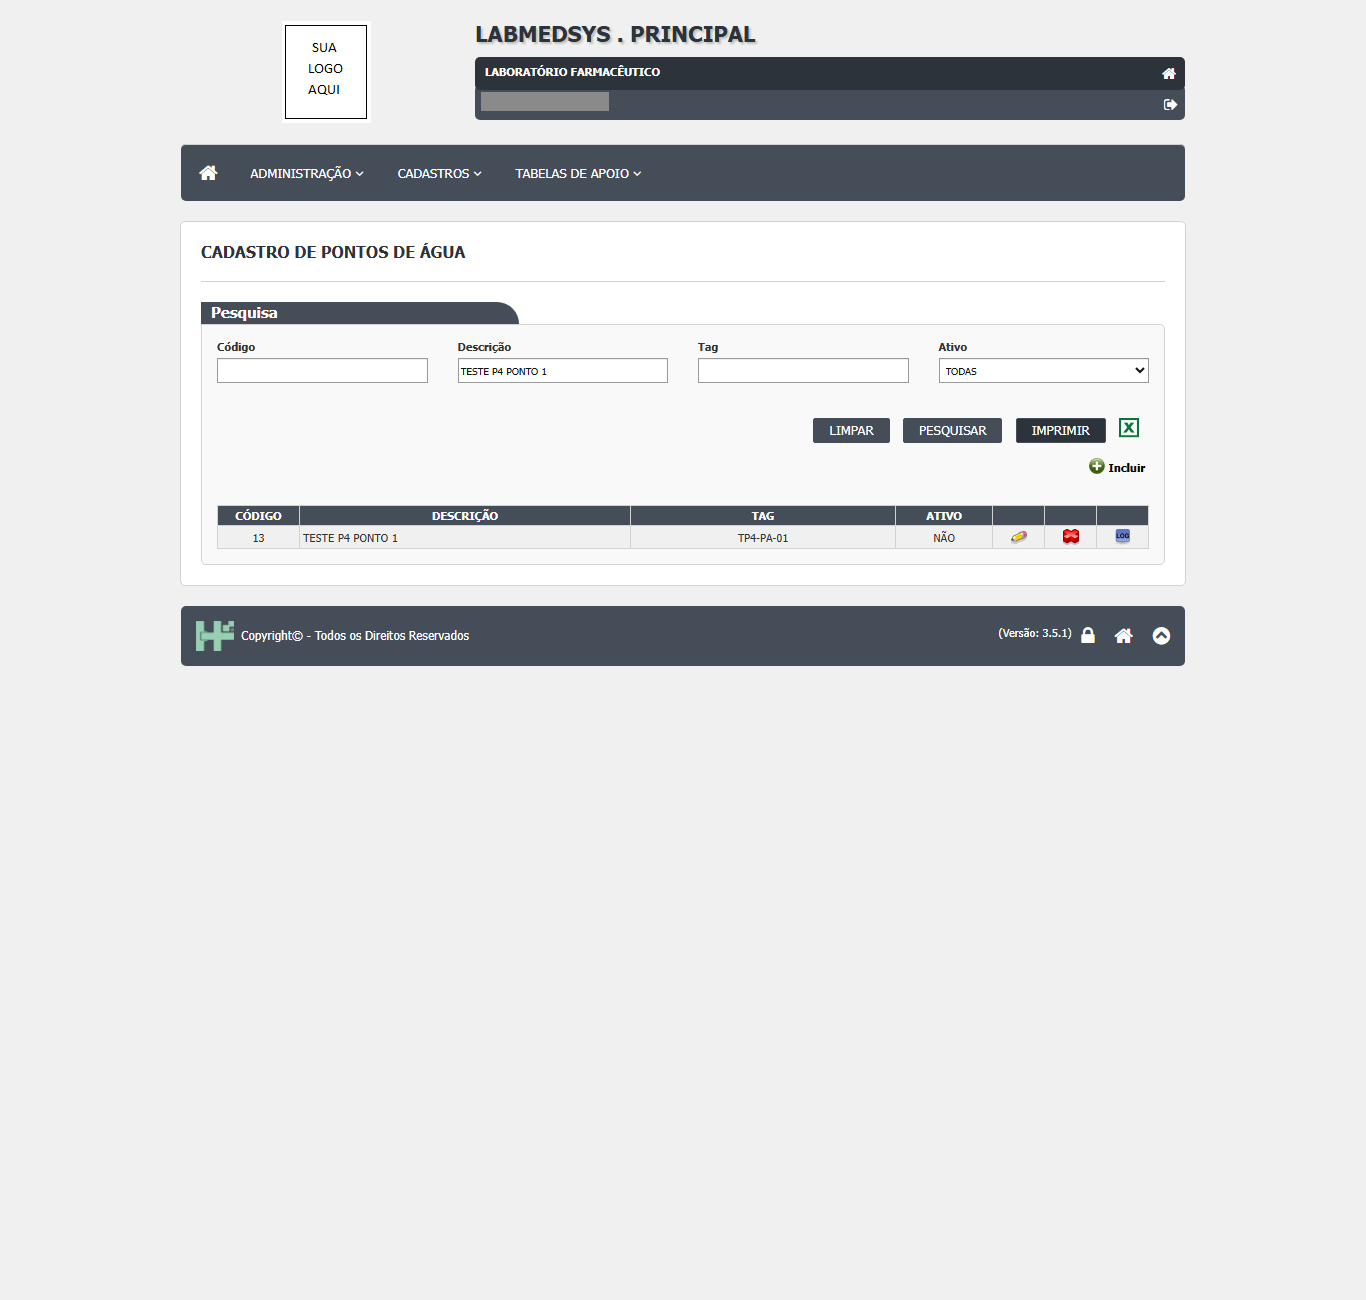 SUA
LOGO
AQUI
LABMEDSYS . PRINCIPAL
LABORATÓRIO FARMACÊUTICO
ADMINISTRAÇÃO CADASTROS TABELAS DE APOIO
CADASTRO DE PONTOS DE ÁGUA
Pesquisa
Código Descrição Tag Ativo
TESTE P4 PONTO 1 TODAS
LIMPAR PESQUISAR IMPRIMIR X
Incluir
CÓDIGO DESCRIÇÃO TAG ATIVO
13 TESTE P4 PONTO 1 TP4-PA-01 NÃO LOG
Copyright© - Todos os Direitos Reservados (Versão: 3.5.1)